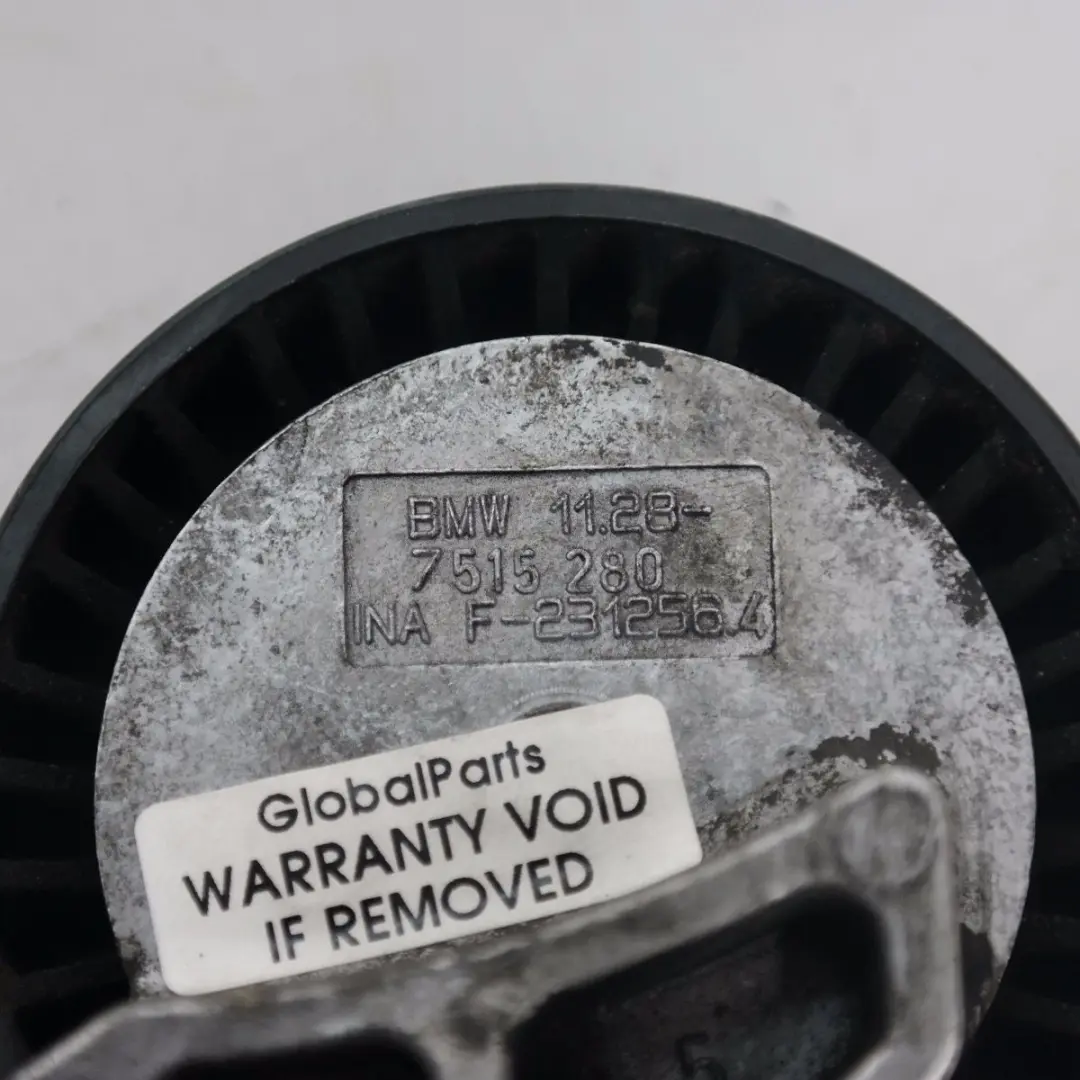 BMW 11.28-
7515 280
INA F-231256.4
GlobalParts
WARRANTY VOID
IF REMOVED